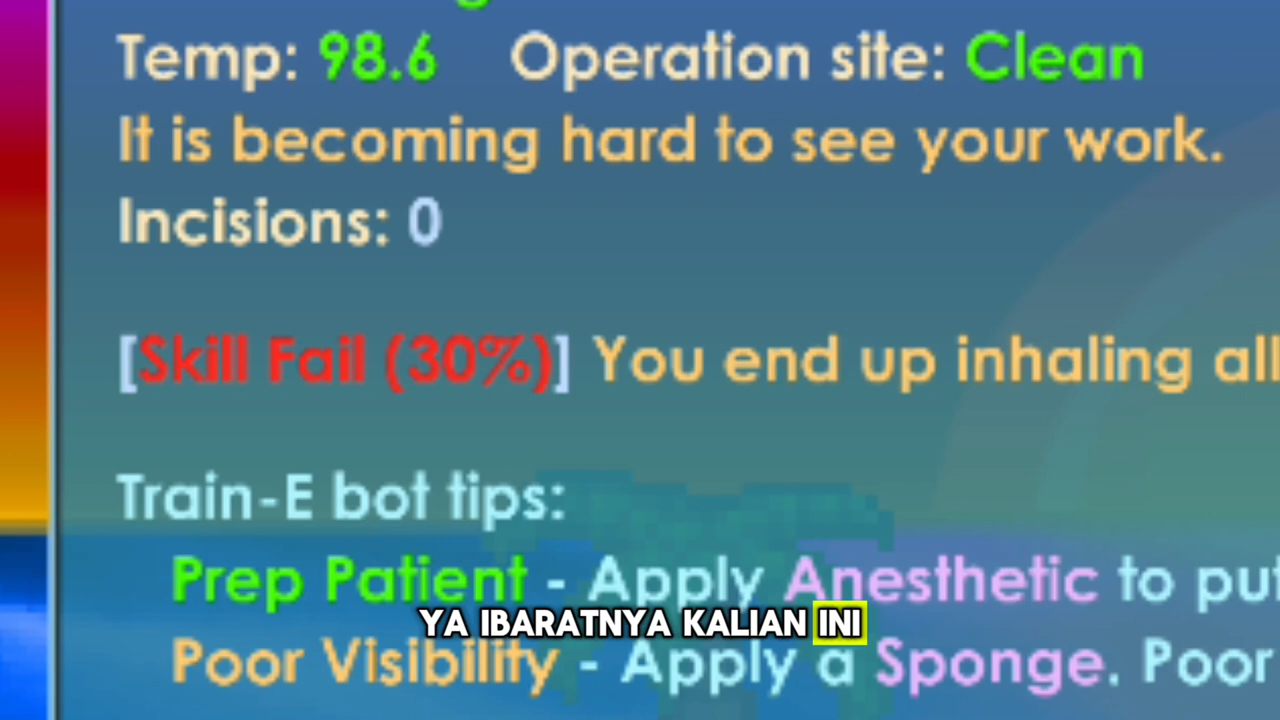 Temp: 98.6 Operation site: Clean
It is becoming hard to see your work.
Incisions: 0
[Skill Fail (30%)] You end up inhaling all
Train-E bot tips:
Prep Patient - Apply Anesthetic to put
YA IBARATNYA KALIAN INI
Poor Visibility - Apply a Sponge. Poor